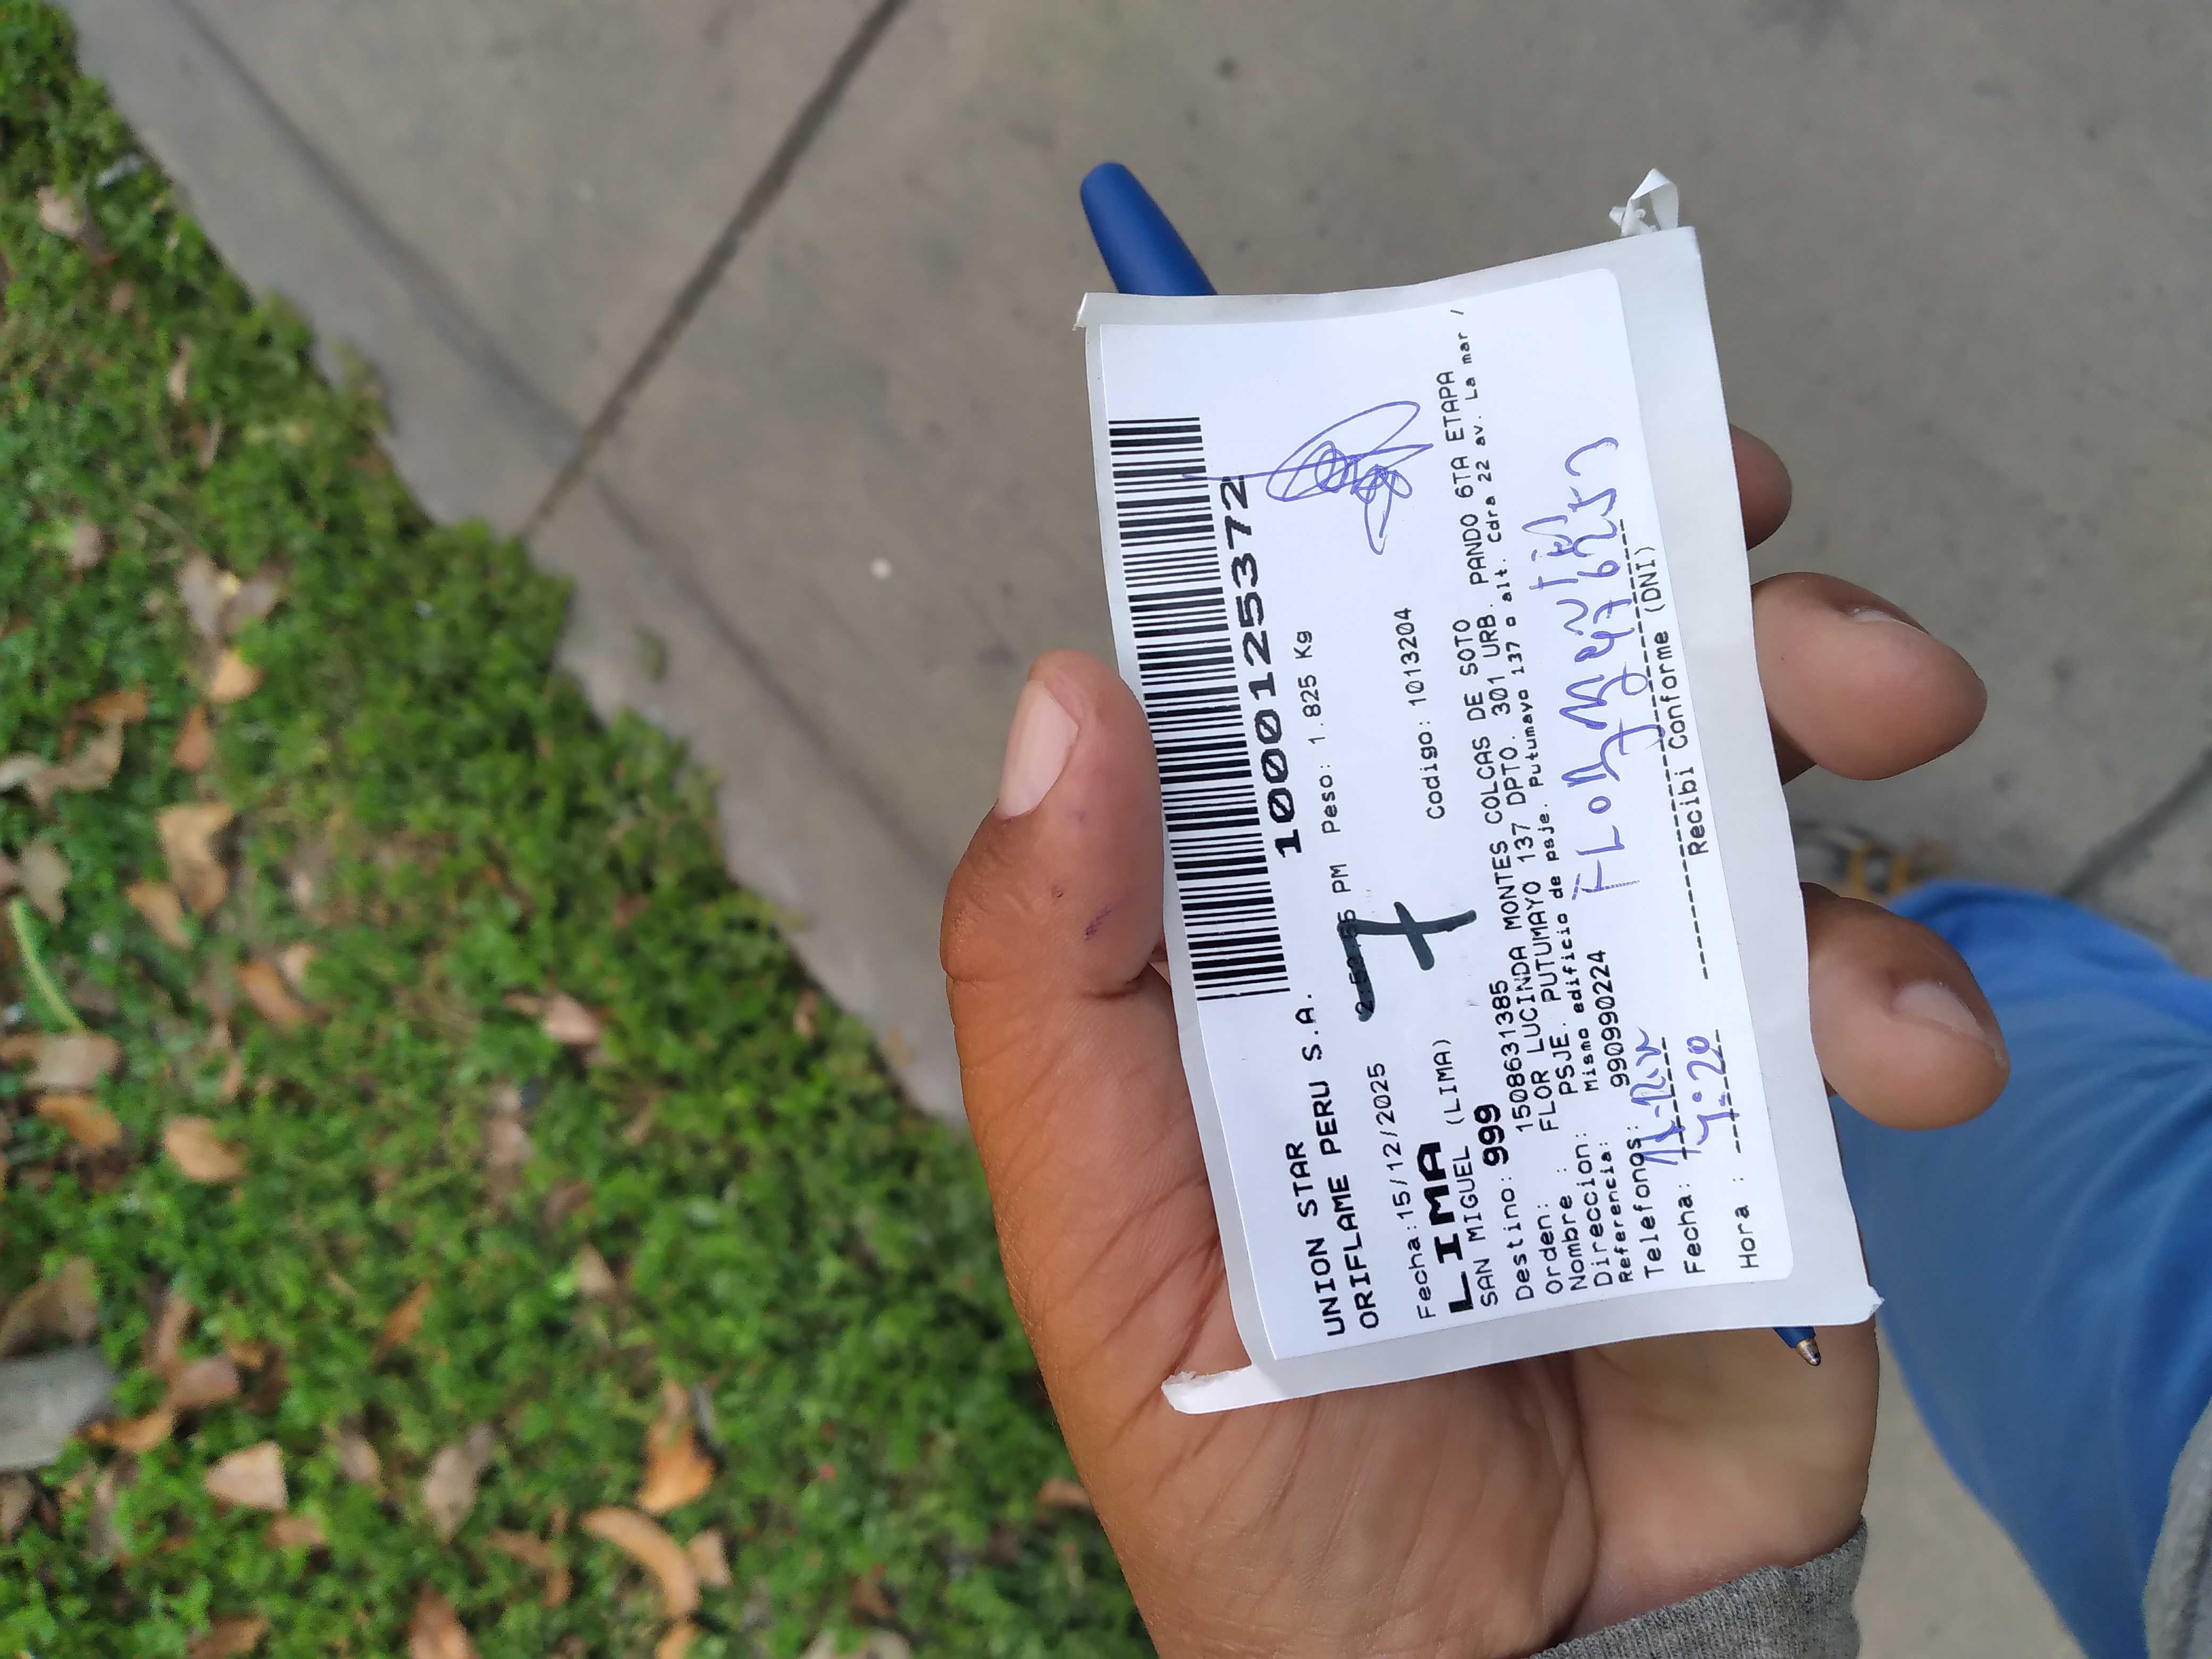 10001253372
UNION STAR
ORIFLAME PERU S.A.
Fecha:15/12/2025 PM Peso: 1.825 Kg
7
LIMA
SAN MIGUEL (LIMA) Codigo: 1013204
Destino: 999
Orden: 1508631385
Nombre : FLOR LUCINDA MONTES COLCAS DE SOTO
Direccion: PSJE. PUTUMAYO 137 DPTO. 301 URB. PANDO 6TA ETAPA
Referencia: Mismo edificio de psje. Putumayo 137 o alt. Cdra 22 av. La mar /
Telefonos: 990990224
Fecha: ------
Recibi Conforme (DNI)
Hora :